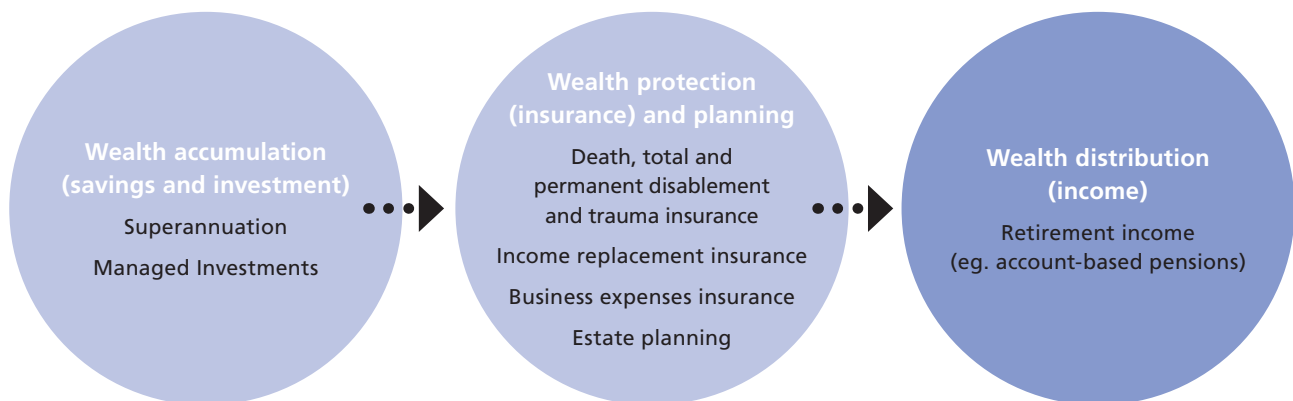 Wealth accumulation
(savings and investment)
Superannuation
Managed Investments
Wealth protection
(insurance) and planning
Death, total and
permanent disablement
and trauma insurance
Income replacement insurance
Business expenses insurance
Estate planning
Wealth distribution
(income)
Retirement income
(eg. account-based pensions)